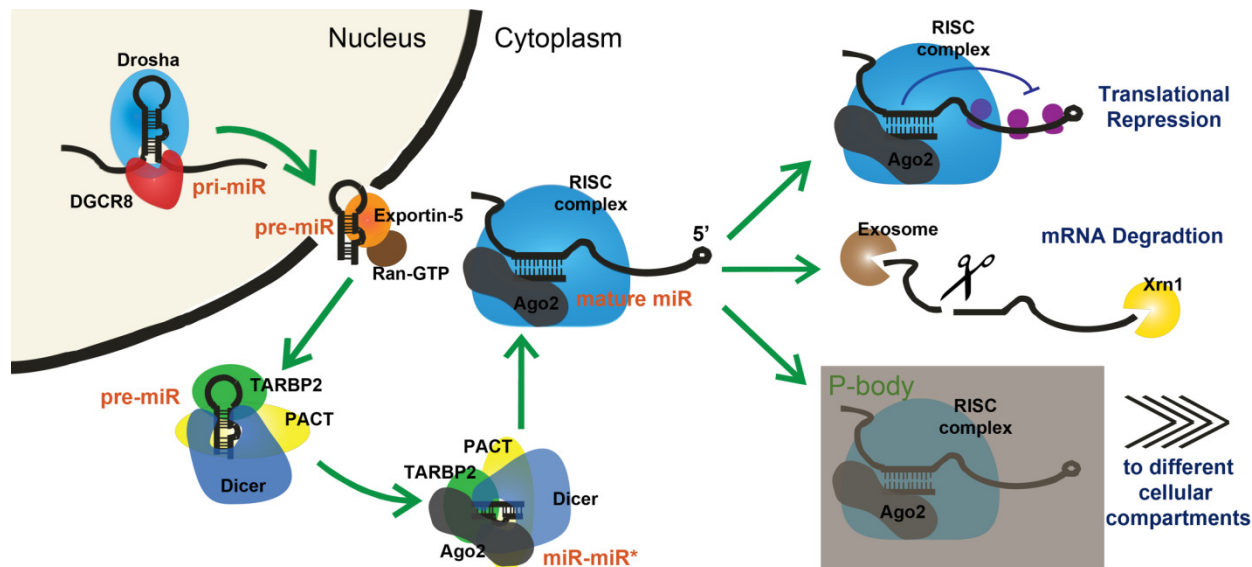 Nucleus
Cytoplasm
Drosha
DGCR8
pri-miR
pre-miR
Exportin-5
Ran-GTP
pre-miR
TARBP2
PACT
Dicer
PACT
TARBP2
Dicer
Ago2
miR-miR*
RISC
complex
5’
Ago2
mature miR
RISC
complex
Ago2
Translational
Repression
Exosome
mRNA Degradtion
Xrn1
P-body
RISC
complex
Ago2
to different
cellular
compartments